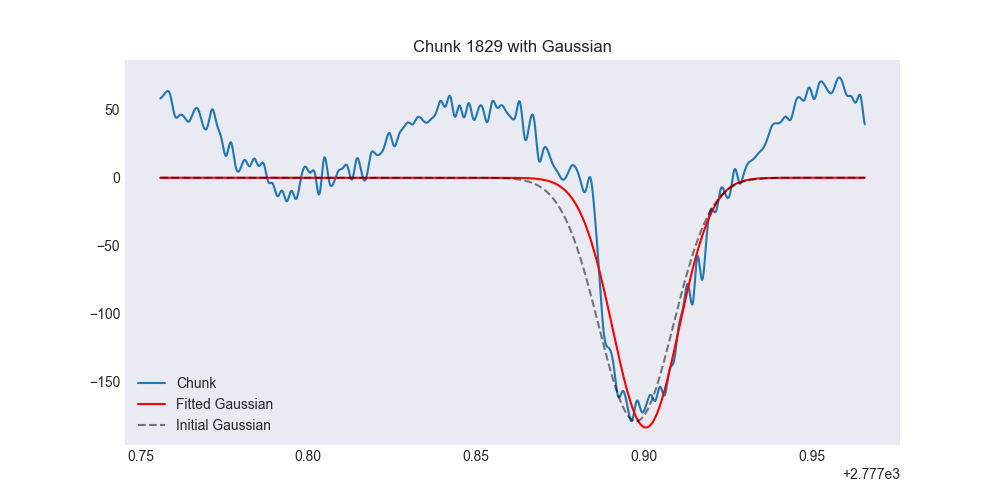 Chunk 1829 with Gaussian
50
0
−50
−100
−150
Chunk
Fitted Gaussian
Initial Gaussian
0.75 0.80 0.85 0.90 0.95
+2.777e3